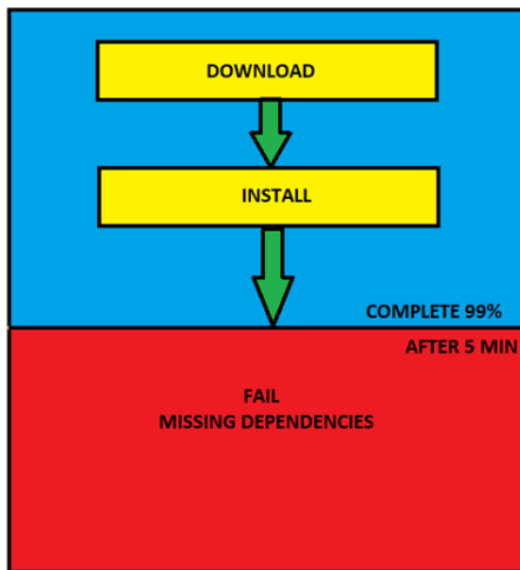 DOWNLOAD
INSTALL
COMPLETE 99%
AFTER 5 MIN
FAIL
MISSING DEPENDENCIES